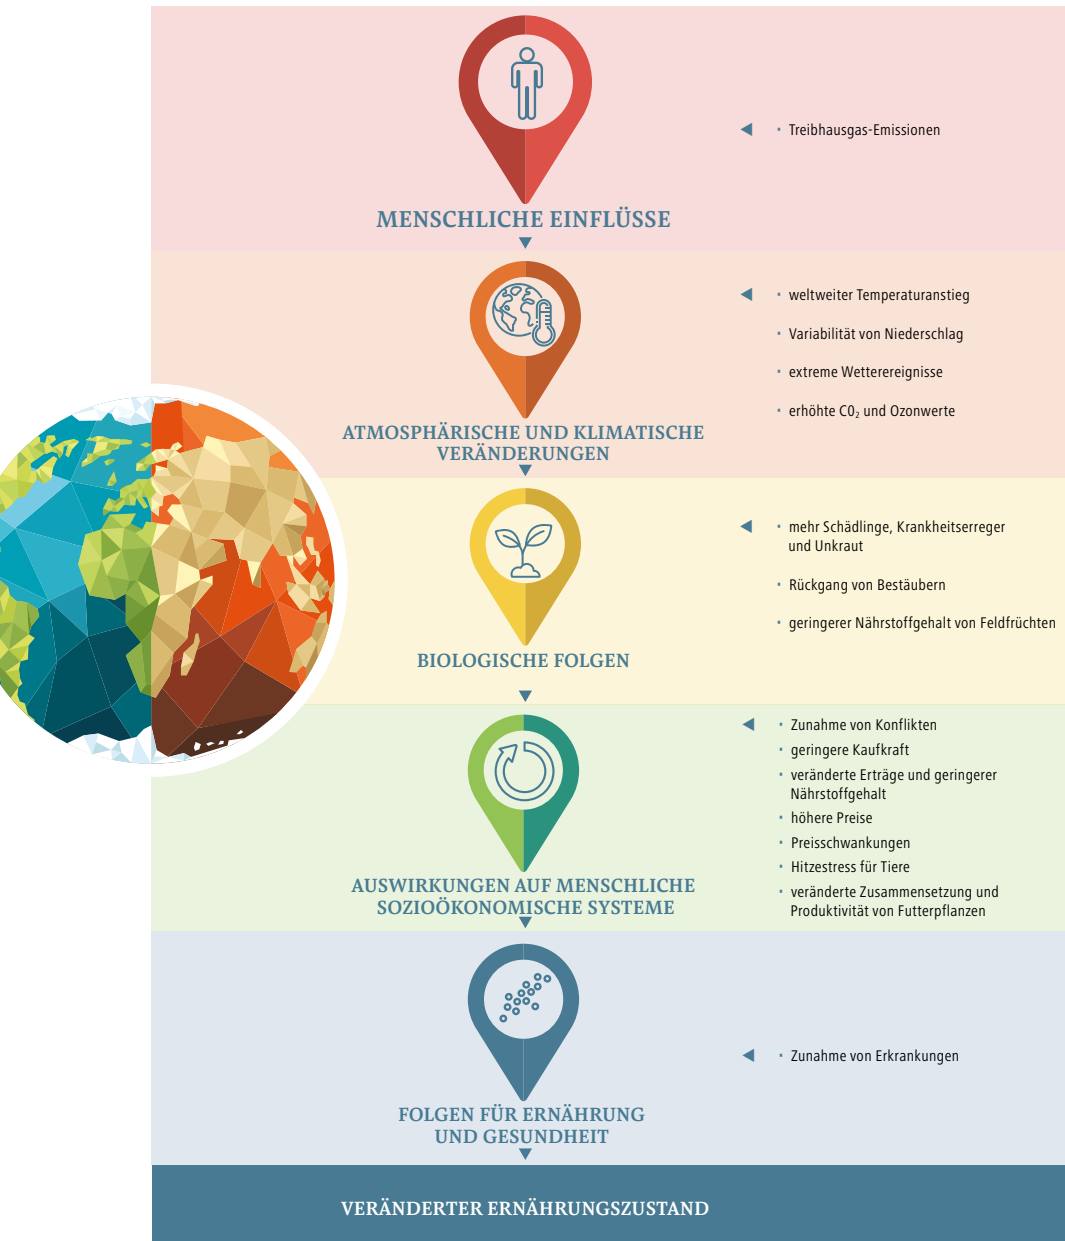 · Treibhausgas-Emissionen
MENSCHLICHE EINFLÜSSE
· weltweiter Temperaturanstieg
· Variabilität von Niederschlag
· extreme Wetterereignisse
· erhöhte CO₂ und Ozonwerte
ATMOSPHÄRISCHE UND KLIMATISCHE
VERÄNDERUNGEN
· mehr Schädlinge, Krankheitserreger
und Unkraut
· Rückgang von Bestäubern
· geringerer Nährstoffgehalt von Feldfrüchten
BIOLOGISCHE FOLGEN
· Zunahme von Konflikten
· geringere Kaufkraft
· veränderte Erträge und geringerer
Nährstoffgehalt
· höhere Preise
· Preisschwankungen
· Hitzestress für Tiere
· veränderte Zusammensetzung und
Produktivität von Futterpflanzen
AUSWIRKUNGEN AUF MENSCHLICHE
SOZIOÖKONOMISCHE SYSTEME
· Zunahme von Erkrankungen
FOLGEN FÜR ERNÄHRUNG
UND GESUNDHEIT
VERÄNDERTER ERNÄHRUNGSZUSTAND